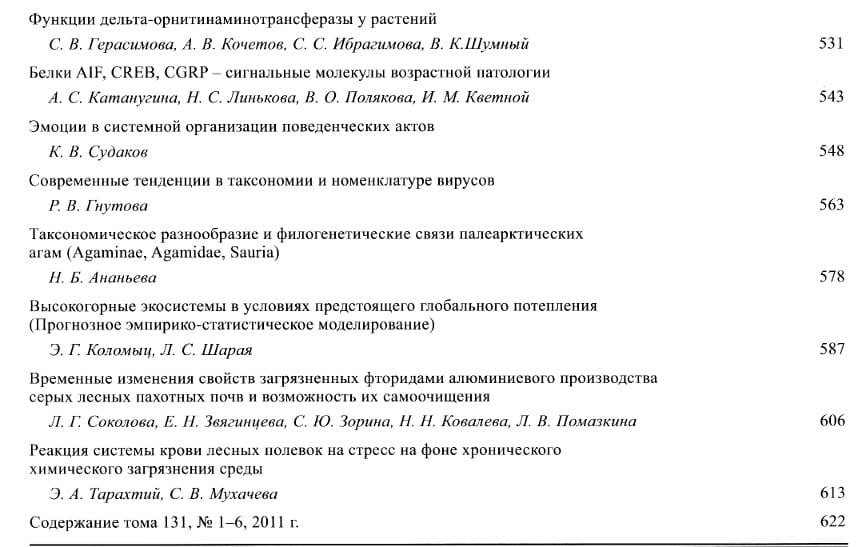 Функции дельта-орнитинаминотрансферазы у растений
С. В. Герасимова, А. В. Кочетов, С. С. Ибрагимова, В. К.Шумный 531
Белки AIF, CREB, CGRP – сигнальные молекулы возрастной патологии
А. С. Катанугина, Н. С. Линькова, В. О. Полякова, И. М. Кветной 543
Эмоции в системной организации поведенческих актов
К. В. Судаков 548
Современные тенденции в таксономии и номенклатуре вирусов
Р. В. Гнутова 563
Таксономическое разнообразие и филогенетические связи палеарктических
агам (Agaminae, Agamidae, Sauria)
Н. Б. Ананьева 578
Высокогорные экосистемы в условиях предстоящего глобального потепления
(Прогнозное эмпирико-статистическое моделирование)
Э. Г. Коломыц, Л. С. Шарая 587
Временные изменения свойств загрязненных фторидами алюминиевого производства
серых лесных пахотных почв и возможность их самоочищения
Л. Г. Соколова, Е. Н. Звягинцева, С. Ю. Зорина, Н. Н. Ковалева, Л. В. Помазкина 606
Реакция системы крови лесных полевок на стресс на фоне хронического
химического загрязнения среды
Э. А. Тарахтий, С. В. Мухачева 613
Содержание тома 131, № 1–6, 2011 г. 622